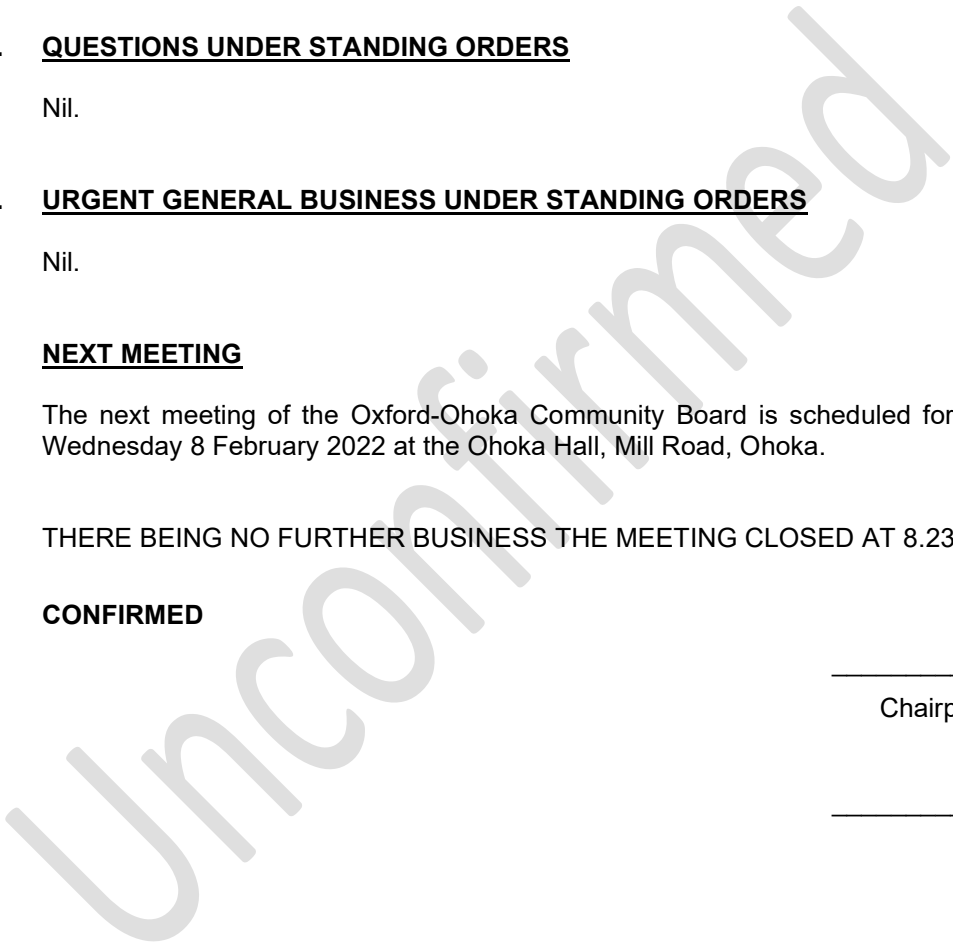 . QUESTIONS UNDER STANDING ORDERS
Nil.
. URGENT GENERAL BUSINESS UNDER STANDING ORDERS
Nil.
NEXT MEETING
The next meeting of the Oxford-Ohoka Community Board is scheduled for
Wednesday 8 February 2022 at the Ohoka Hall, Mill Road, Ohoka.
THERE BEING NO FURTHER BUSINESS THE MEETING CLOSED AT 8.23
CONFIRMED
Chairp
Unconfirmed